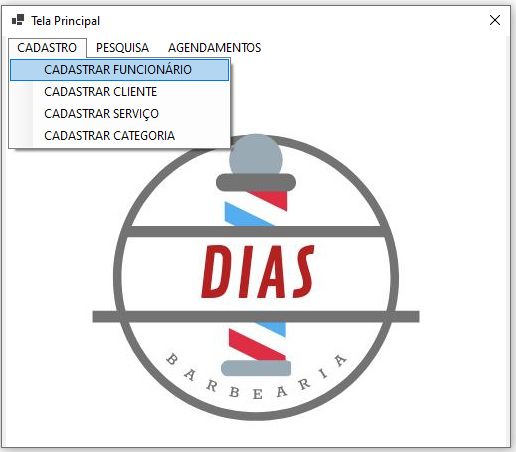 Tela Principal
CADASTRO PESQUISA AGENDAMENTOS
CADASTRAR FUNCIONÁRIO
CADASTRAR CLIENTE
CADASTRAR SERVIÇO
CADASTRAR CATEGORIA
DIAS
BARBEARIA